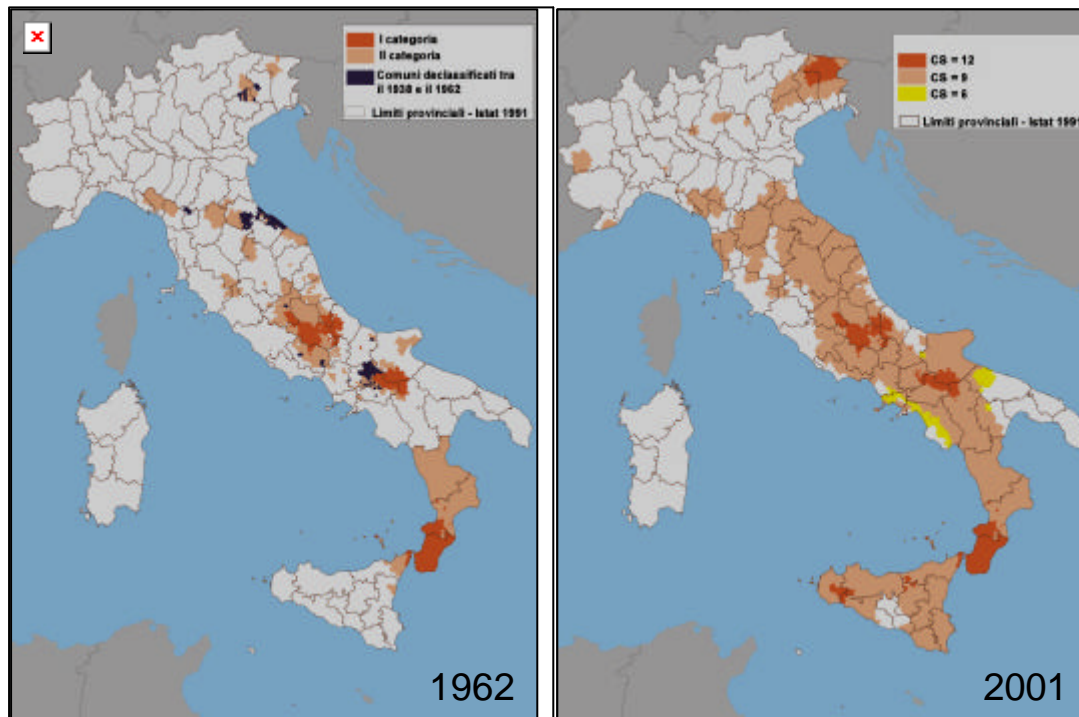 I categoria
II categoria
Comuni declassificati tra
il 1938 e il 1962
Limiti provinciali - Istat 1991
1962
CS = 12
CS = 9
CS = 6
Limiti provinciali - Istat 1991
2001